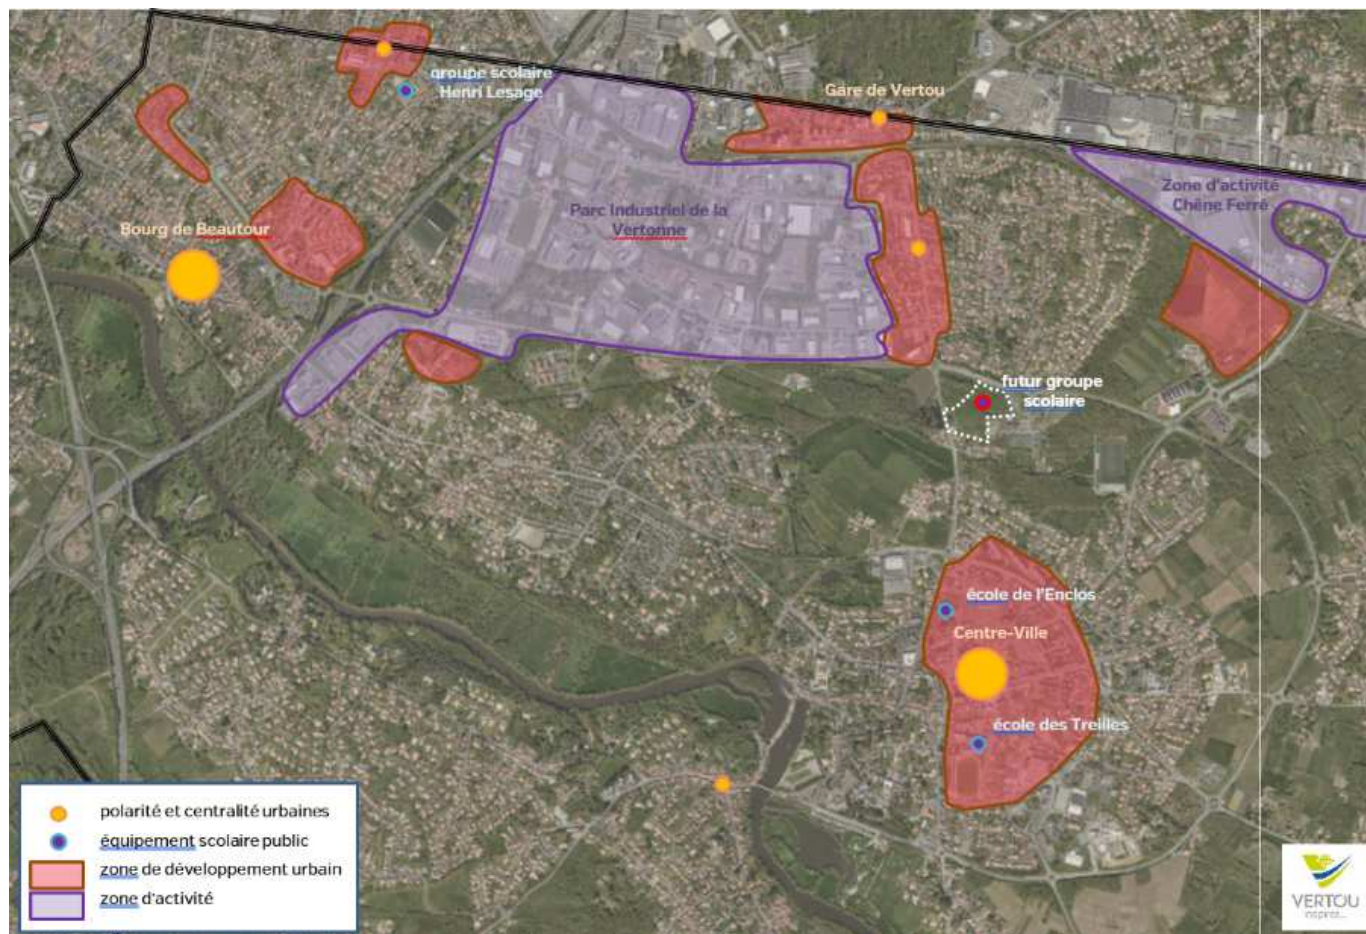 groupe scolaire
Henri Lesage
Gare de Vertou
Zone d'activité
Chêne Ferré
Parc Industriel de la
Vertonne
Bourg de Beautour
futur groupe
scolaire
école de l'Enclos
Centre-Ville
école des Treilles
polarité et centralité urbaines
équipement scolaire public
zone de développement urbain
zone d'activité
VERTOU